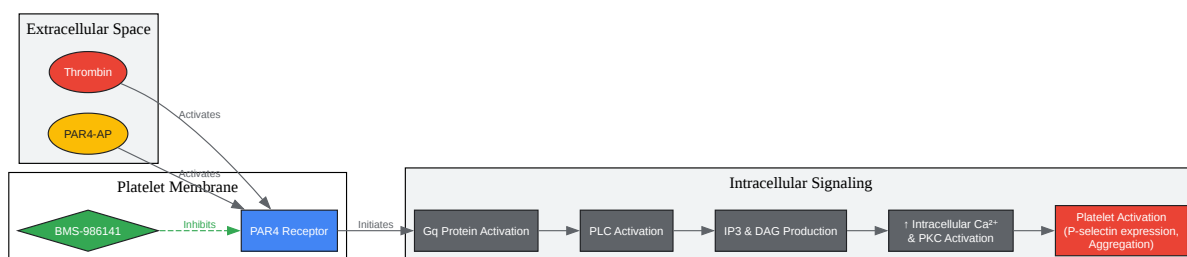 Extracellular Space
Thrombin
Activates
PAR4-AP
Activates
Platelet Membrane
BMS-986141
Inhibits
PAR4 Receptor
Initiates
Intracellular Signaling
Gq Protein Activation
PLC Activation
IP3 & DAG Production
↑ Intracellular Ca²⁺
& PKC Activation
Platelet Activation
(P-selectin expression,
Aggregation)